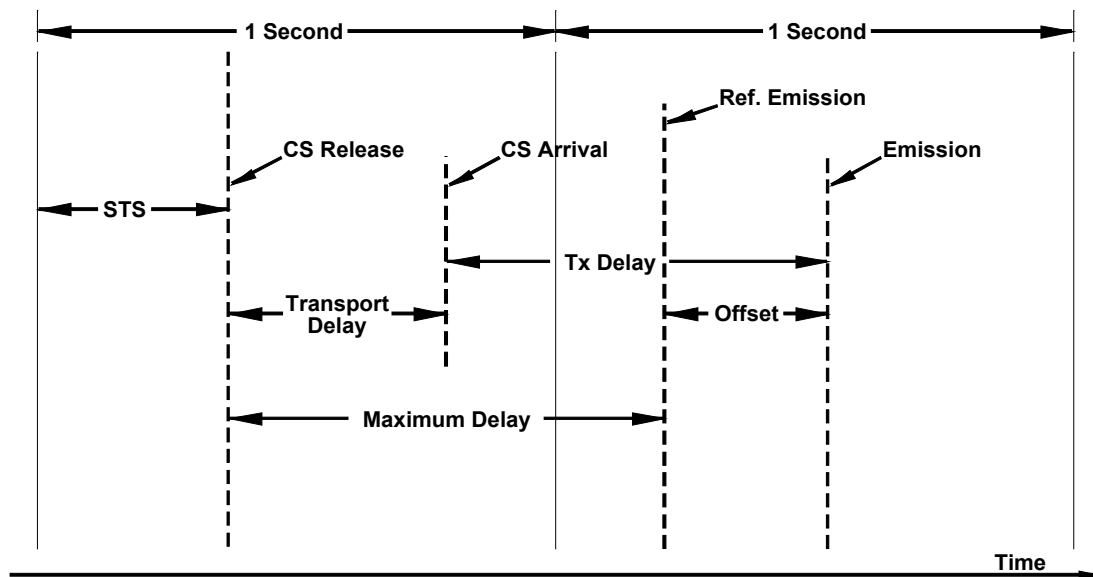 1 Second
1 Second
Ref. Emission
CS Release
CS Arrival
Emission
STS
Tx Delay
Transport
Delay
Offset
Maximum Delay
Time